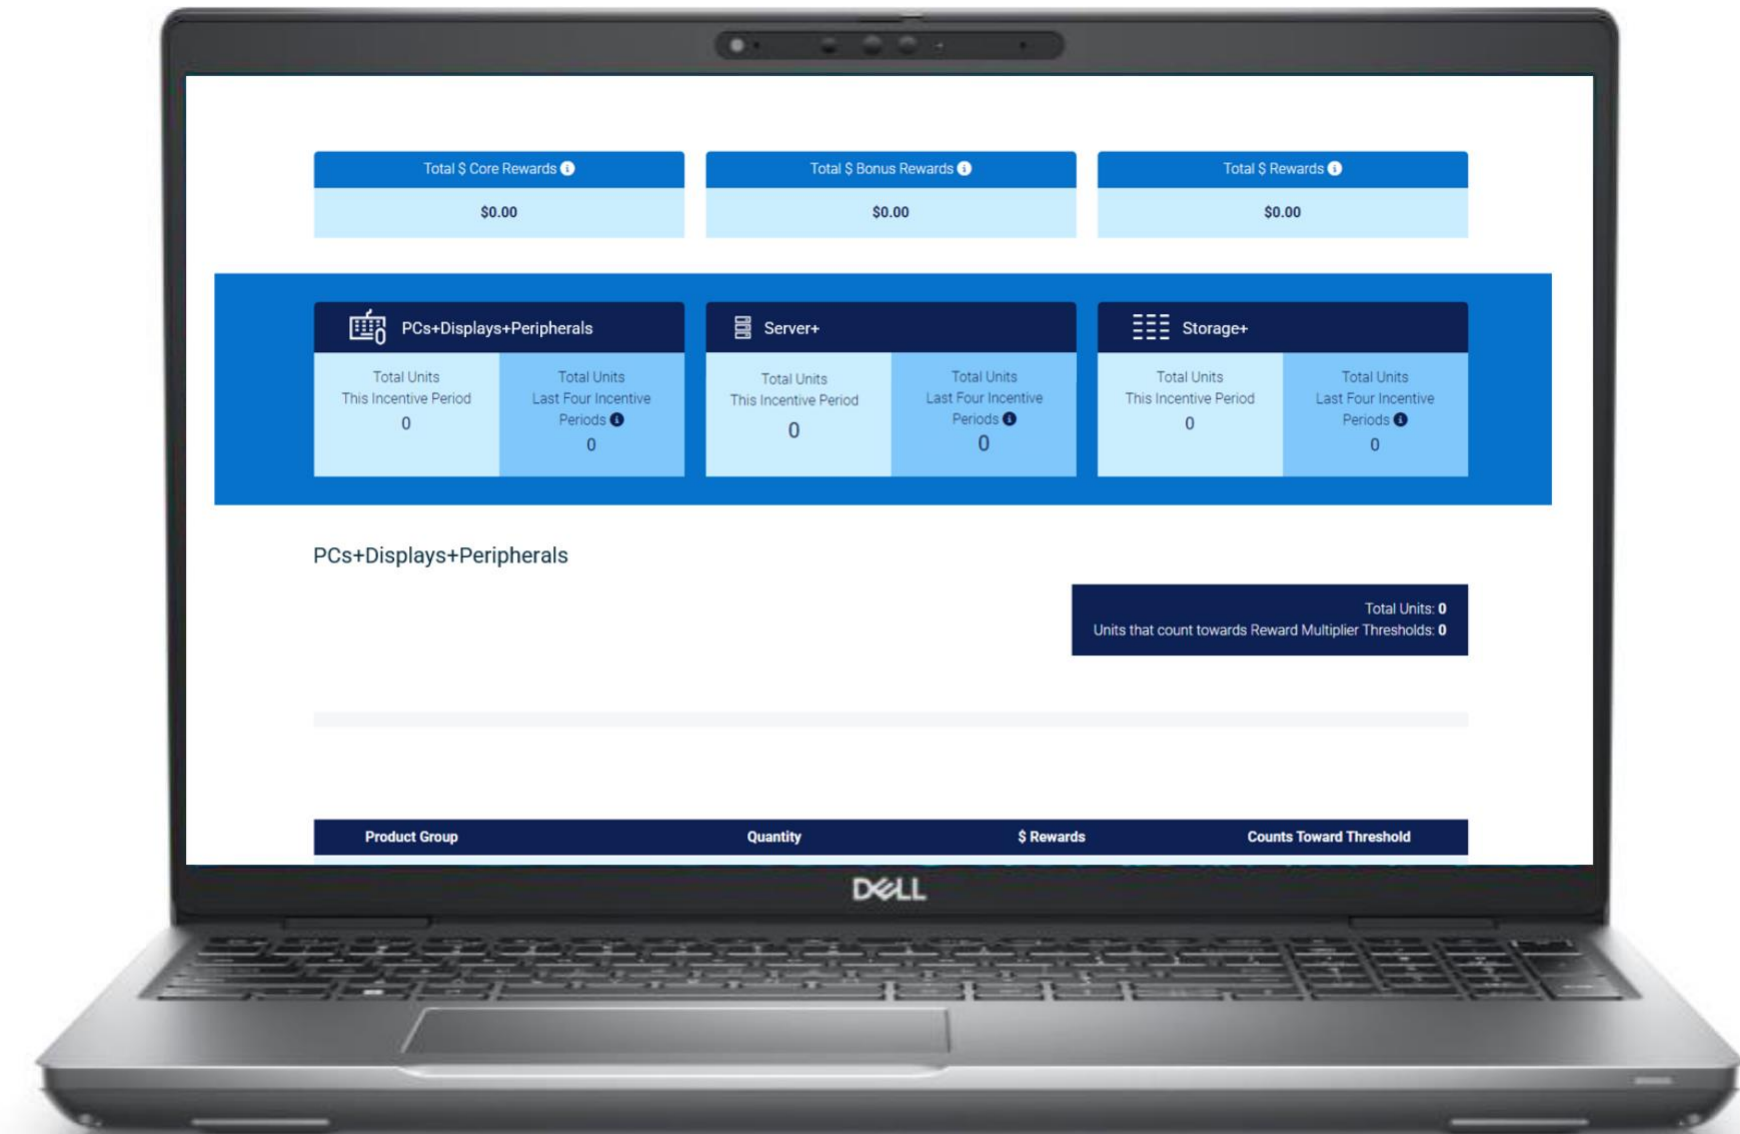 Total $ Core Rewards
Total $ Bonus Rewards
Total $ Rewards
$0.00
$0.00
$0.00
PCs+Displays+Peripherals
Total Units
This Incentive Period
0
Total Units
Last Four Incentive
Periods
0
Server+
Total Units
This Incentive Period
0
Total Units
Last Four Incentive
Periods
0
Storage+
Total Units
This Incentive Period
0
Total Units
Last Four Incentive
Periods
0
PCs+Displays+Peripherals
Total Units: 0
Units that count towards Reward Multiplier Thresholds: 0
Product Group Quantity $ Rewards Counts Toward Threshold
DELL